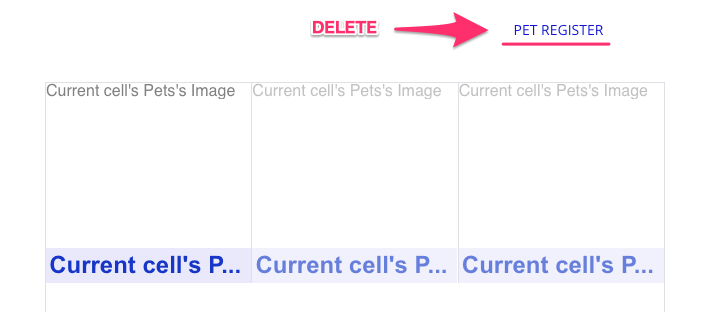 DELETE PET REGISTER
Current cell's Pets's Image Current cell's Pets's Image Current cell's Pets's Image
Current cell's P... Current cell's P... Current cell's P...